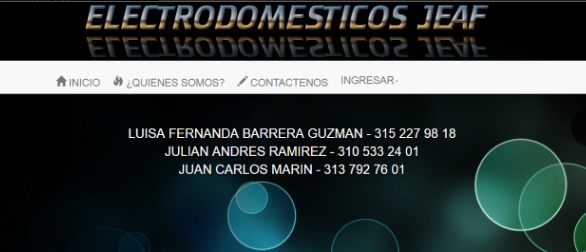 ELECTRODOMESTICOS JEAF
INICIO ¿QUIENES SOMOS? CONTACTENOS INGRESAR-
LUISA FERNANDA BARRERA GUZMAN - 315 227 98 18
JULIAN ANDRES RAMIREZ - 310 533 24 01
JUAN CARLOS MARIN - 313 792 76 01